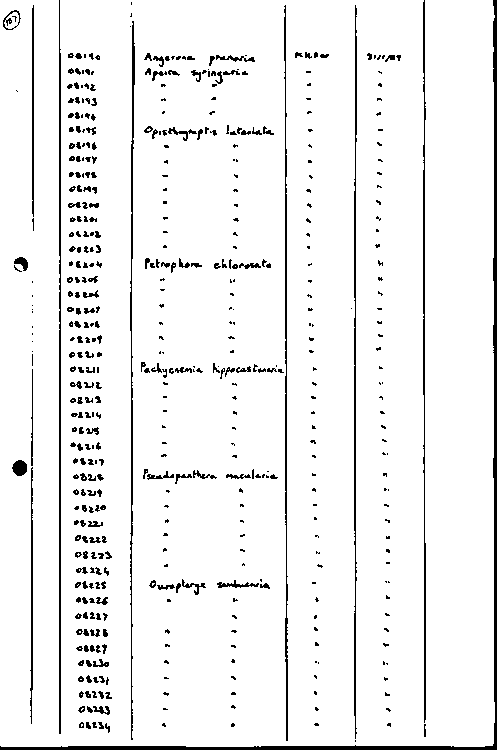 157
08190 Angerona prunaria 31/1/89
08191 Apeira syringaria " "
08192 " " " "
08193 " " " "
08194 " " " "
08195 Opisthograptis luteolata " "
08196 " " " "
08197 " " " "
08198 " " " "
08199 " " " "
08200 " " " "
08201 " " " "
08202 " " " "
08203 " " " "
08204 Petrophora chlorosata " "
08205 " " " "
08206 " " " "
08207 " " " "
08208 " " " "
08209 " " " "
08210 " " " "
08211 Pachycnemia hippocastanaria " "
08212 " " " "
08213 " " " "
08214 " " " "
08215 " " " "
08216 " " " "
08217 " " " "
08218 Pseudopanthera macularia " "
08219 " " " "
08220 " " " "
08221 " " " "
08222 " " " "
08223 " " " "
08224 " " " "
08225 Ourapteryx sambucaria " "
08226 " " " "
08227 " " " "
08228 " " " "
08229 " " " "
08230 " " " "
08231 " " " "
08232 " " " "
08233 " " " "
08234 " " " "